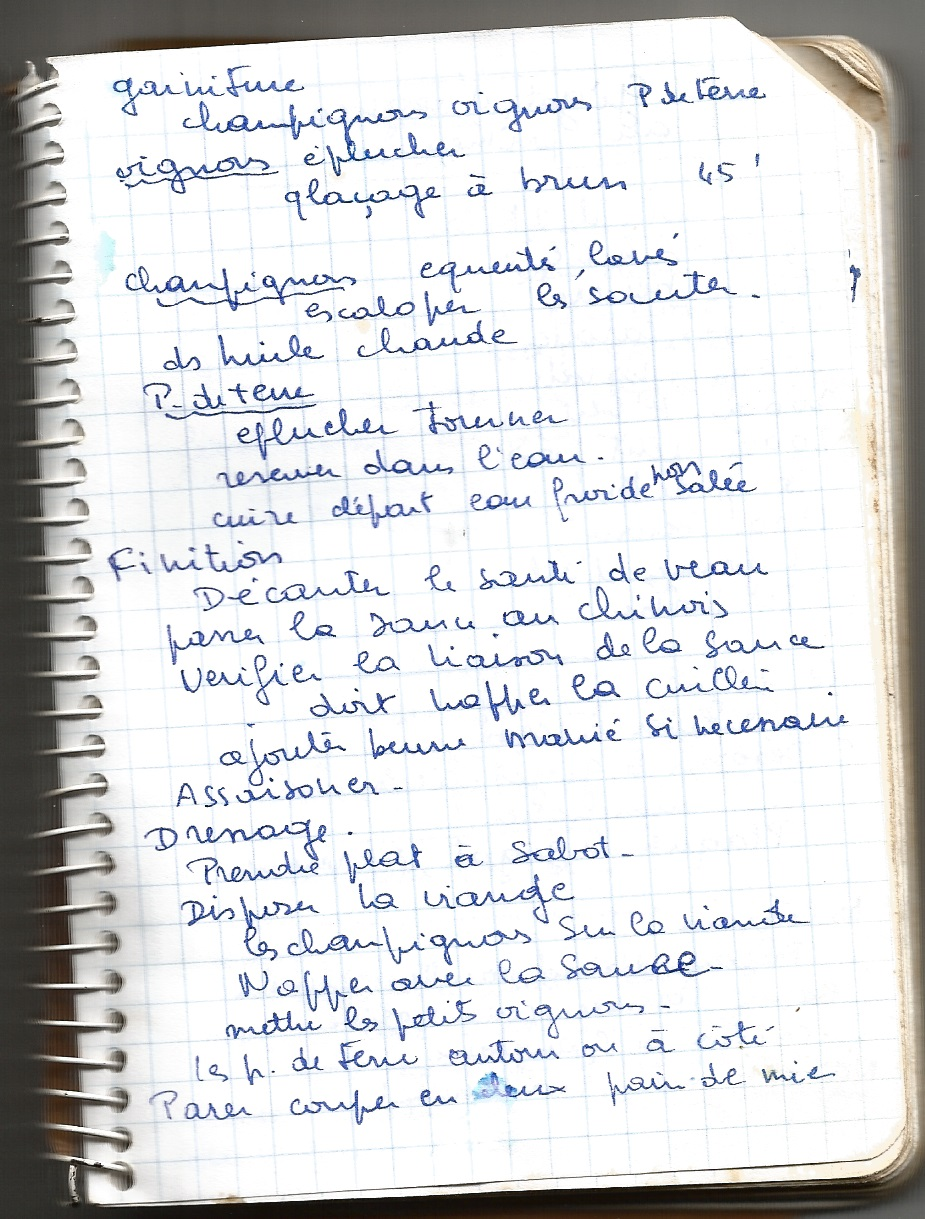 garniture
champignons oignons P de terre
oignons éplucher
glaçage à brun 45'
champignons equeuté, lavés
escaloper les sauter.
ds huile chaude
P. de terre
eplucher tourner
reserver dans l'eau.
cuire départ eau froide non salée
Finition
Décanter le sauté de veau
passer la sauce au chinois
Verifier la liaison de la sauce
doit napper la cuillère
ajouter beurre manié si necessaire
Assaisoner -
Dressage.
Prendre plat à sabot -
Disposer la viande
les champignons sur la viande
Napper avec la sauce -
mettre les petits oignons -
les p. de terre autour ou à côté
Parer couper en deux pain de mie